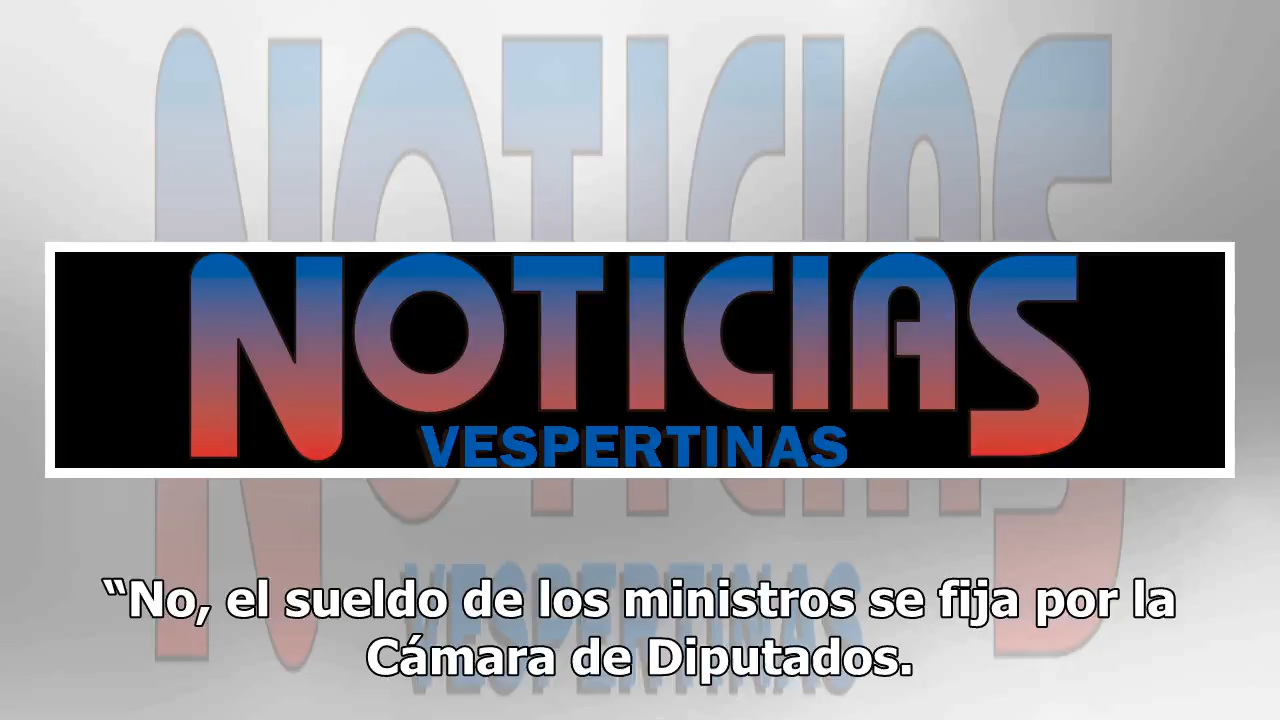 NOTICIAS
VESPERTINAS
“No, el sueldo de los ministros se fija por la
Cámara de Diputados.